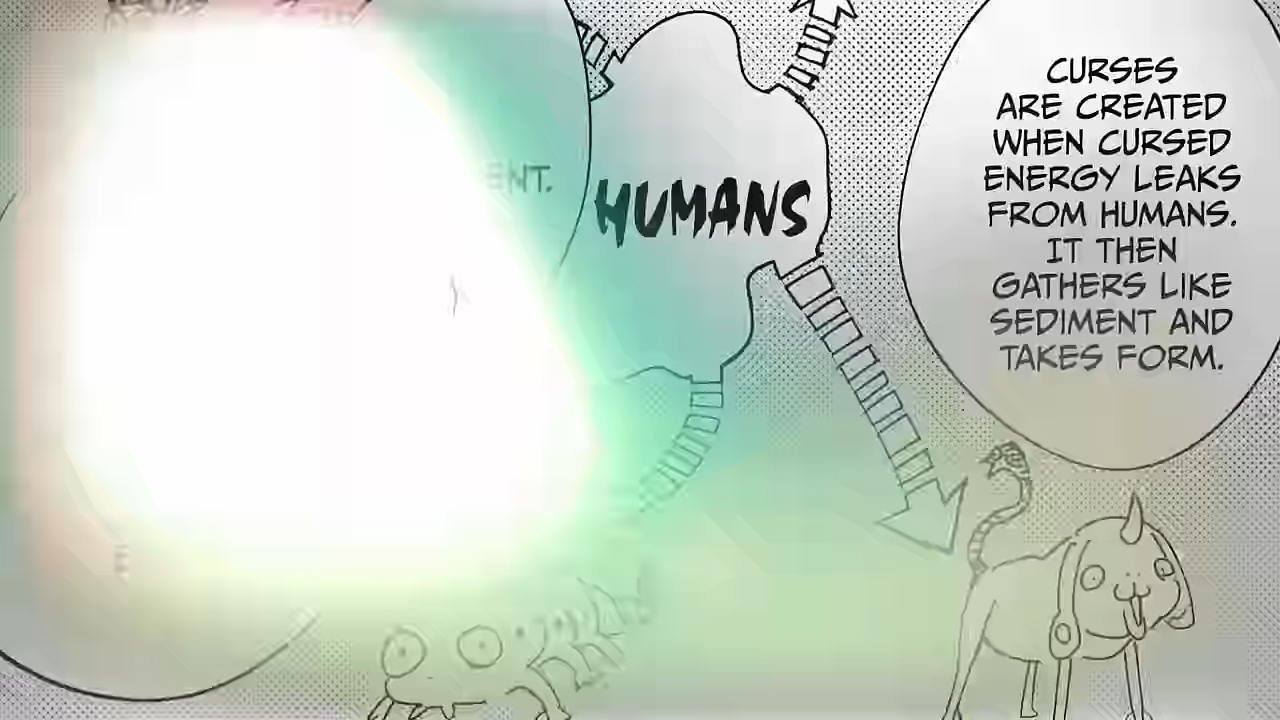 HUMANS
CURSES
ARE CREATED
WHEN CURSED
ENERGY LEAKS
FROM HUMANS.
IT THEN
GATHERS LIKE
SEDIMENT AND
TAKES FORM.